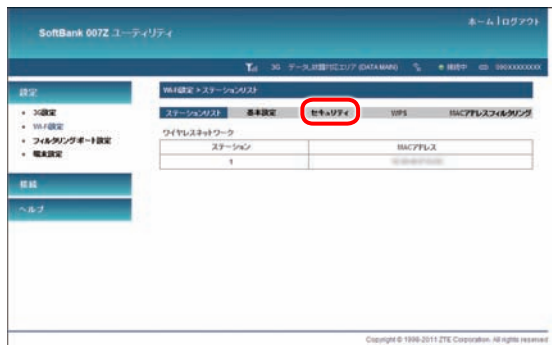 SoftBank 007Z ユーティリティ
ホーム | ログアウト
3G データ_計算対応エリア (DATA MAIN) 接続中 090XXXXXXXX
設定
3G設定
Wi-Fi設定
フィルタリングポート設定
端末設定
接続
ヘルプ
Wi-Fi設定 > ステーションリスト
ステーションリスト 基本設定 セキュリティ WPS MACアドレスフィルタリング
ワイヤレスネットワーク
ステーション MACアドレス
1
Copyright © 1998-2011 ZTE Corporation. All rights reserved